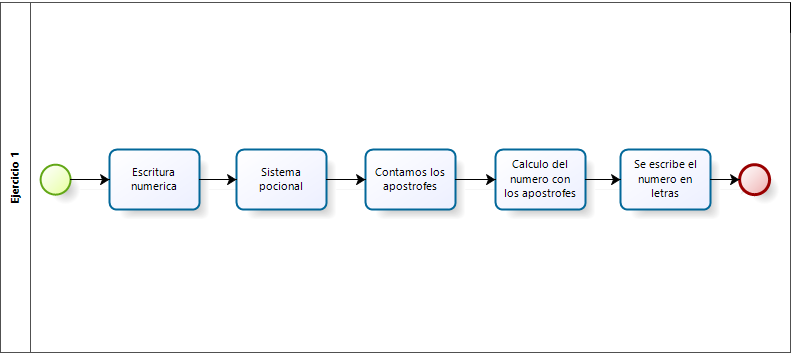 Ejercicio 1
Escritura
numerica
Sistema
pocional
Contamos los
apostrofes
Calculo del
numero con
los apostrofes
Se escribe el
numero en
letras